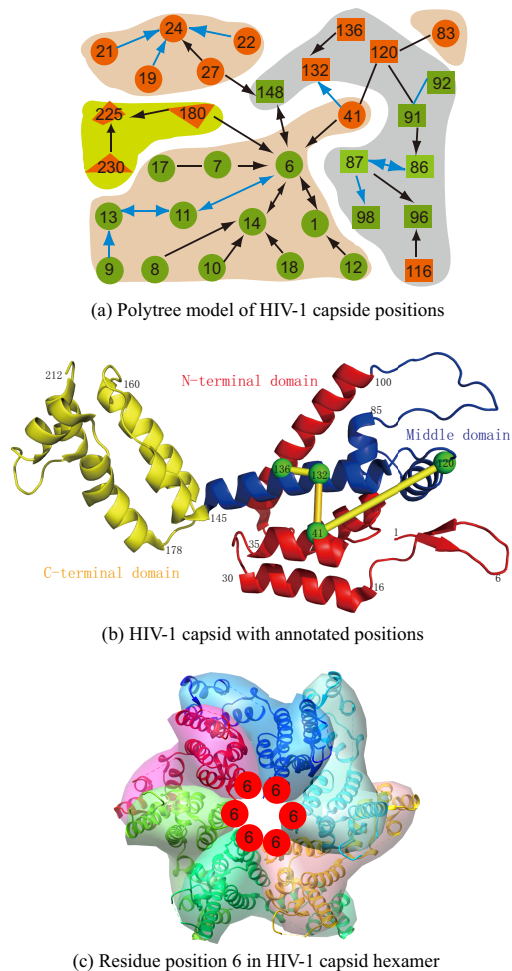 24 22 136 83
21 120
19 27 132 92
148
225 180 41 91
87 86
17 7 6
230
13 11 14 1 98 96
9 8 10 18 12 116
(a) Polytree model of HIV-1 capside positions
212 160 N-terminal domain 100
85
Middle domain
136 132 120
145
41 1
35
178
C-terminal domain 30 16 6
(b) HIV-1 capsid with annotated positions
6 6
6 6
6 6
(c) Residue position 6 in HIV-1 capsid hexamer